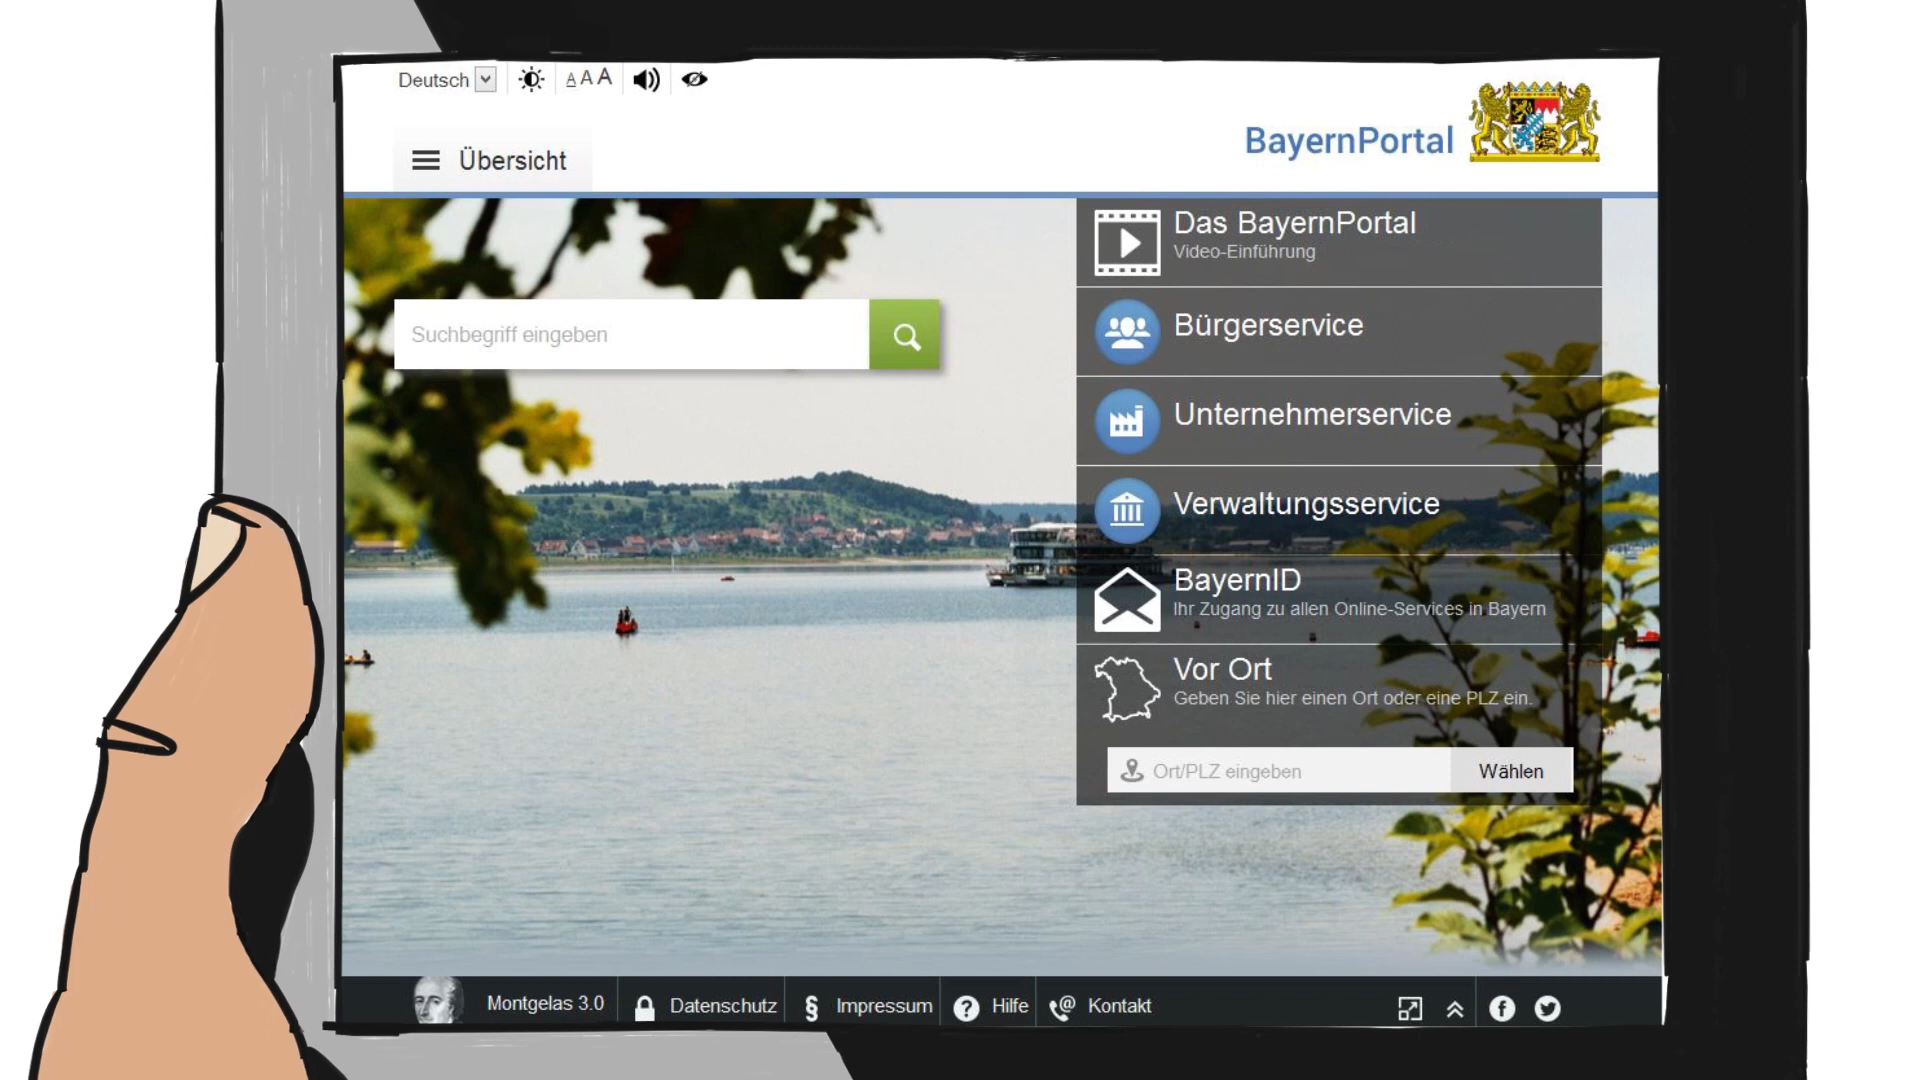 Deutsch
A A A
Übersicht
BayernPortal
Suchbegriff eingeben
Das BayernPortal
Video-Einführung
Bürgerservice
Unternehmerservice
Verwaltungsservice
BayernID
Ihr Zugang zu allen Online-Services in Bayern
Vor Ort
Geben Sie hier einen Ort oder eine PLZ ein.
Ort/PLZ eingeben
Wählen
Montgelas 3.0
Datenschutz
§ Impressum
? Hilfe
@ Kontakt